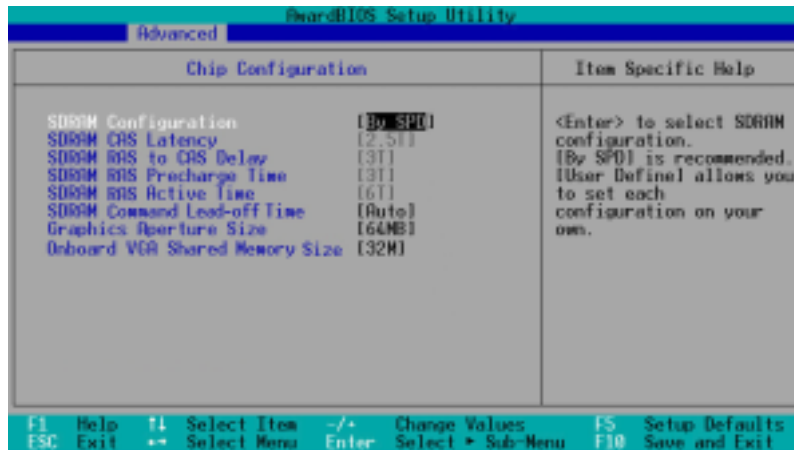 AwardBIOS Setup Utility
Advanced
Chip Configuration
SDRAM Configuration [By SPD]
SDRAM CAS Latency [2.5T]
SDRAM RAS to CAS Delay [3T]
SDRAM RAS Precharge Time [3T]
SDRAM RAS Active Time [6T]
SDRAM Command Lead-off Time [Auto]
Graphics Aperture Size [64MB]
Onboard VGA Shared Memory Size [32M]
Item Specific Help
<Enter> to select SDRAM
configuration.
[By SPD] is recommended.
[User Define] allows you
to set each
configuration on your
own.
F1 Help ↑↓ Select Item -/+ Change Values F5 Setup Defaults
ESC Exit ←→ Select Menu Enter Select ► Sub-Menu F10 Save and Exit